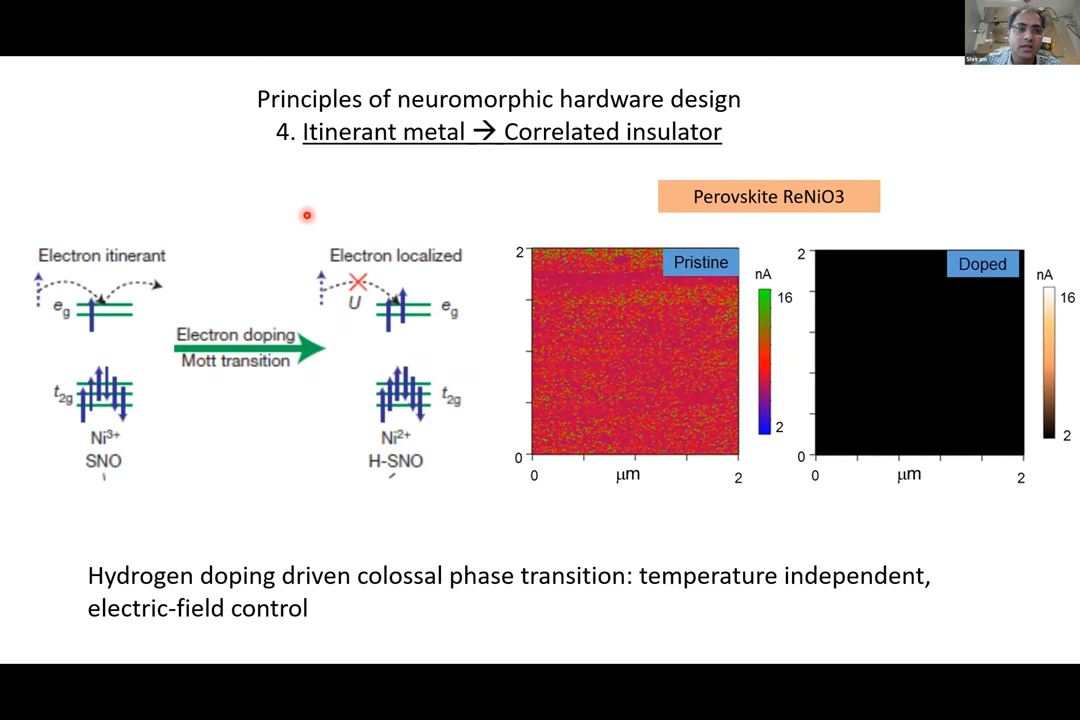 Shriram
Principles of neuromorphic hardware design
4. Itinerant metal → Correlated insulator
Perovskite ReNiO3
Electron itinerant
Electron localized
U
eg
eg
Electron doping
Mott transition
t2g
t2g
Ni3+
SNO
Ni2+
H-SNO
2
Pristine
nA
16
2
0
0
μm
2
2
Doped
nA
16
2
0
0
μm
2
Hydrogen doping driven colossal phase transition: temperature independent,
electric-field control